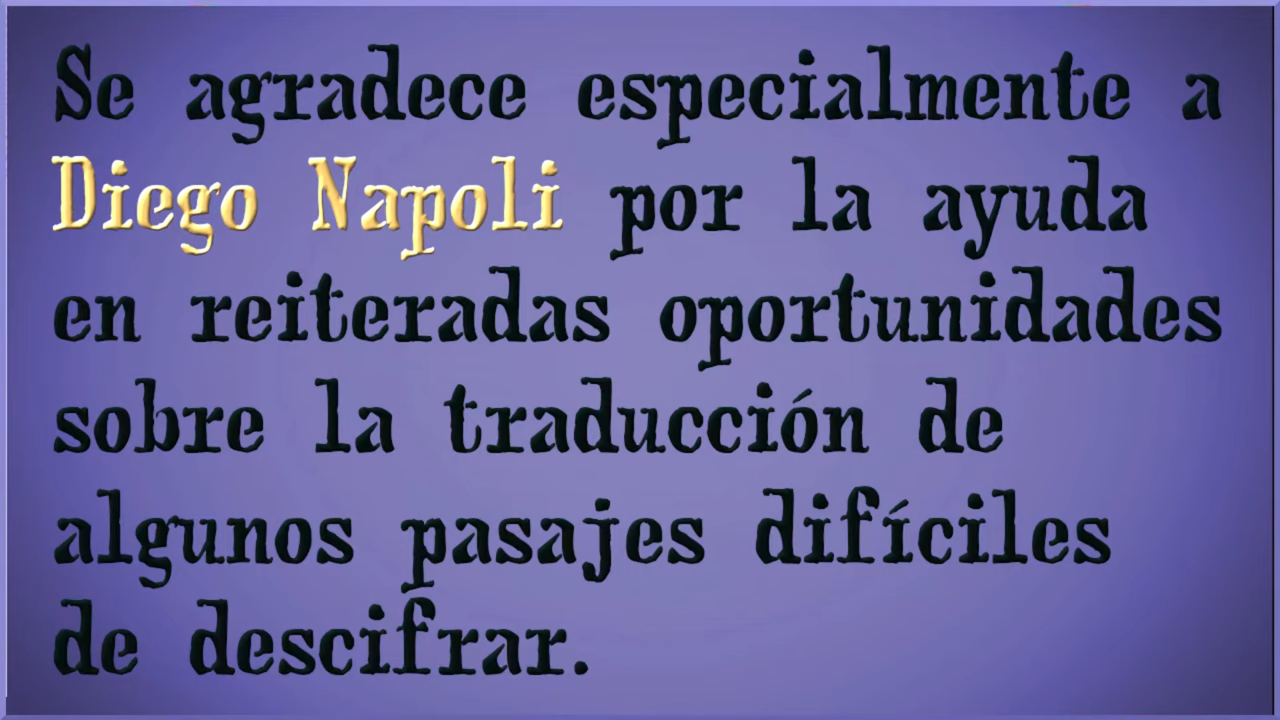 Se agradece especialmente a
Diego Napoli por la ayuda
en reiteradas oportunidades
sobre la traducción de
algunos pasajes difíciles
de descifrar.